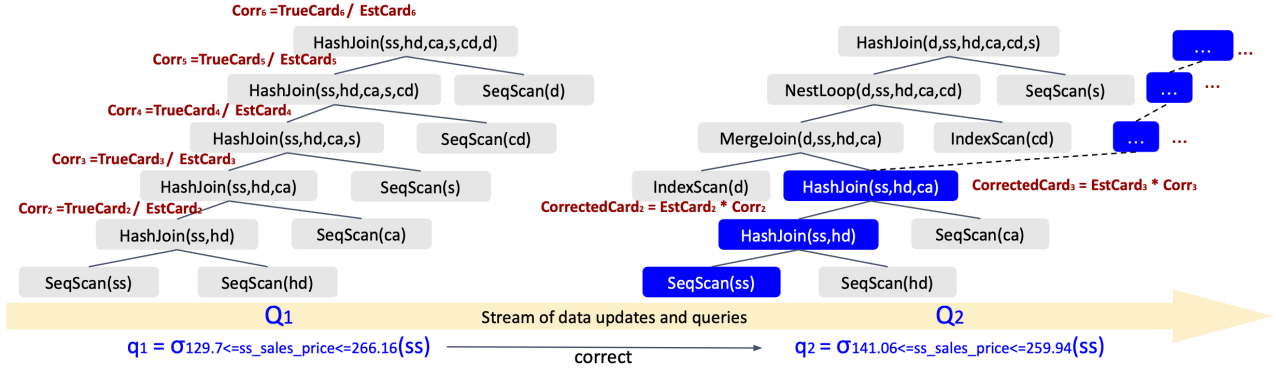 Corr₆ =TrueCard₆ / EstCard₆
HashJoin(ss,hd,ca,s,cd,d)
HashJoin(d,ss,hd,ca,cd,s)
...
...
Corr₅ =TrueCard₅ / EstCard₅
HashJoin(ss,hd,ca,s,cd)
SeqScan(d)
NestLoop(d,ss,hd,ca,cd)
SeqScan(s)
...
...
Corr₄ =TrueCard₄ / EstCard₄
HashJoin(ss,hd,ca,s)
SeqScan(cd)
MergeJoin(d,ss,hd,ca)
IndexScan(cd)
...
...
Corr₃ =TrueCard₃ / EstCard₃
HashJoin(ss,hd,ca)
SeqScan(s)
IndexScan(d)
HashJoin(ss,hd,ca)
CorrectedCard₃ = EstCard₃ * Corr₃
Corr₂ =TrueCard₂ / EstCard₂
CorrectedCard₂ = EstCard₂ * Corr₂
HashJoin(ss,hd)
SeqScan(ca)
HashJoin(ss,hd)
SeqScan(ca)
SeqScan(ss)
SeqScan(hd)
SeqScan(ss)
SeqScan(hd)
Q1
Stream of data updates and queries
Q2
q1 = σ129.7<=ss_sales_price<=266.16(ss)
correct
q2 = σ141.06<=ss_sales_price<=259.94(ss)